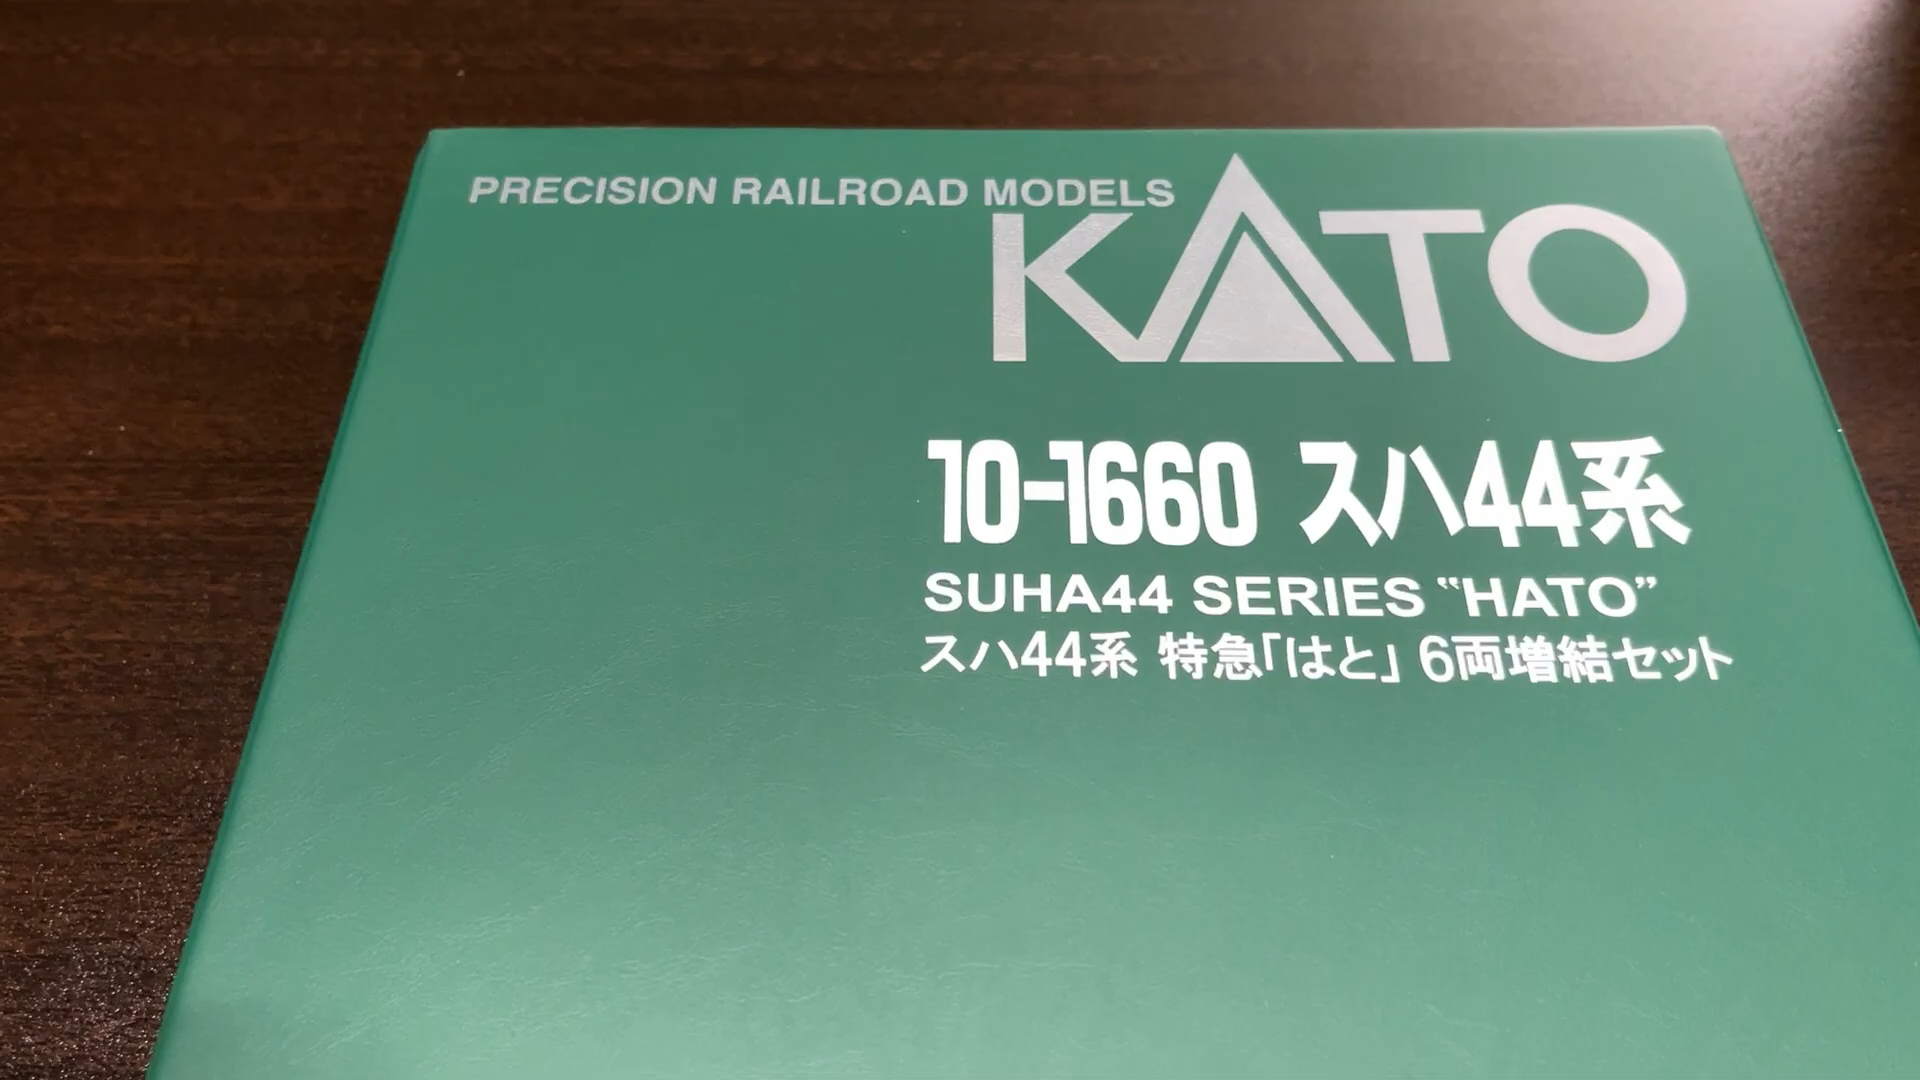 PRECISION RAILROAD MODELS
KATO
10-1660 スハ44系
SUHA44 SERIES “HATO”
スハ44系 特急「はと」 6両増結セット